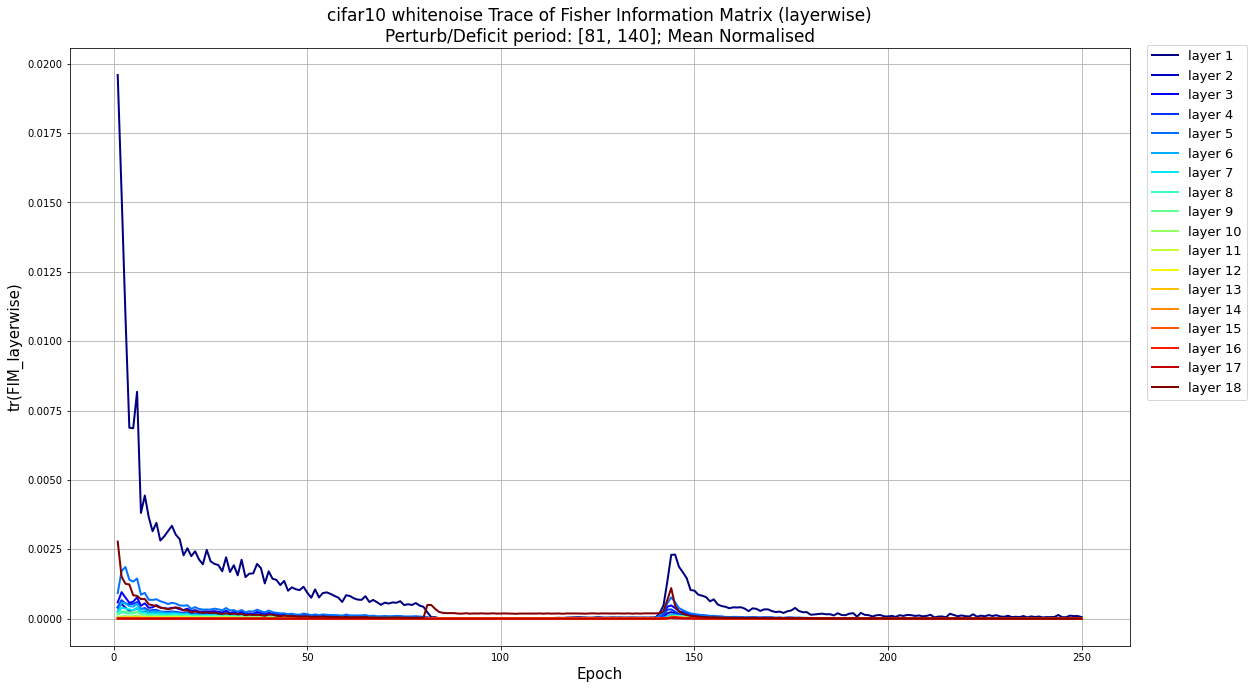 cifar10 whitenoise Trace of Fisher Information Matrix (layerwise)
Perturb/Deficit period: [81, 140]; Mean Normalised
tr(FIM_layerwise)
0.0200
0.0175
0.0150
0.0125
0.0100
0.0075
0.0050
0.0025
0.0000
0
50
100
150
200
250
Epoch
layer 1
layer 2
layer 3
layer 4
layer 5
layer 6
layer 7
layer 8
layer 9
layer 10
layer 11
layer 12
layer 13
layer 14
layer 15
layer 16
layer 17
layer 18